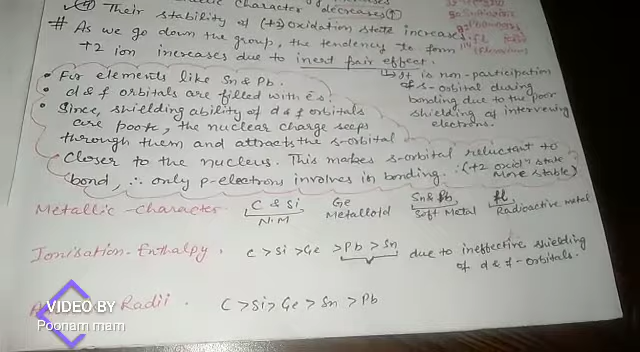 Character decreases
④ Their stability of (+2) oxidation state increases
# As we go down the group, the tendency to form
+2 ion increases due to inert pair effect.
↳ It is non-participation
of s-orbital during
bonding due to the poor
shielding of intervening
electrons.
• For elements like Sn & Pb.
• d & f orbitals are filled with e⁻s.
• Since, shielding ability of d & f orbitals
are poor, the nuclear charge seeps
through them and attracts the s-orbital
closer to the nucleus. This makes s-orbital reluctant to
bond, ∴ only p-electrons involves in bonding. ∴ (+2 oxidⁿ state
more stable)
Metallic-Character. C & Si Ge Sn & Pb, fl,
N.M Metalloid Soft Metal Radioactive metal
Ionisation-Enthalpy. C > Si > Ge > Pb > Sn due to ineffective shielding
of d & f-orbitals.
Radii. C > Si > Ge > Sn > Pb
VIDEO BY
Poonam mam